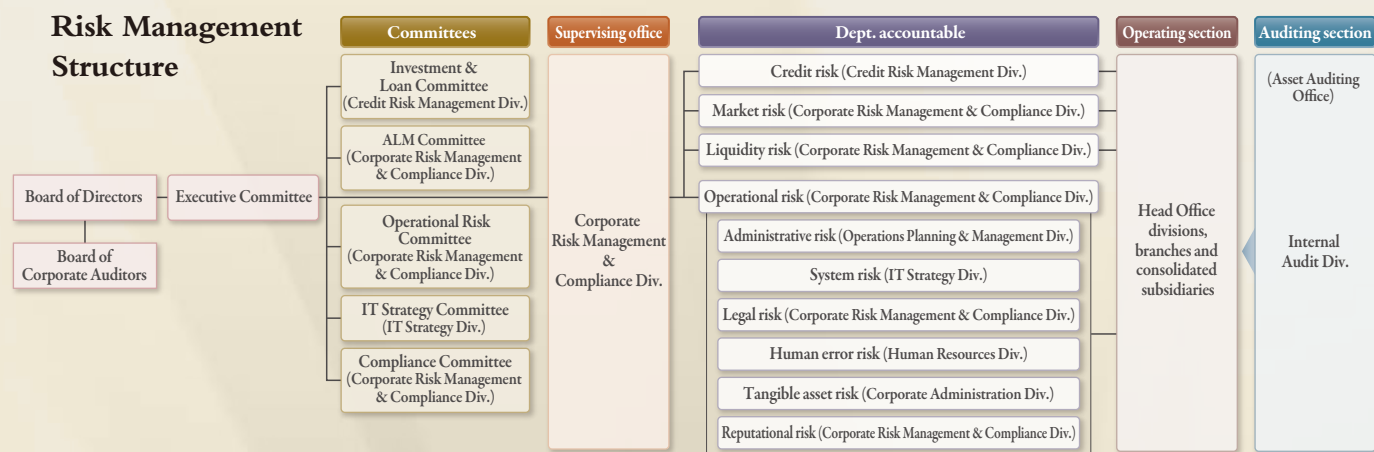 Risk Management
Structure
Committees
Supervising office
Dept. accountable
Operating section
Auditing section
Board of Directors
Board of
Corporate Auditors
Executive Committee
Investment &
Loan Committee
(Credit Risk Management Div.)
ALM Committee
(Corporate Risk Management
& Compliance Div.)
Operational Risk
Committee
(Corporate Risk Management
& Compliance Div.)
IT Strategy Committee
(IT Strategy Div.)
Compliance Committee
(Corporate Risk Management
& Compliance Div.)
Corporate
Risk Management
&
Compliance Div.
Credit risk (Credit Risk Management Div.)
Market risk (Corporate Risk Management & Compliance Div.)
Liquidity risk (Corporate Risk Management & Compliance Div.)
Operational risk (Corporate Risk Management & Compliance Div.)
Administrative risk (Operations Planning & Management Div.)
System risk (IT Strategy Div.)
Legal risk (Corporate Risk Management & Compliance Div.)
Human error risk (Human Resources Div.)
Tangible asset risk (Corporate Administration Div.)
Reputational risk (Corporate Risk Management & Compliance Div.)
Head Office
divisions,
branches and
consolidated
subsidiaries
(Asset Auditing
Office)
Internal
Audit Div.